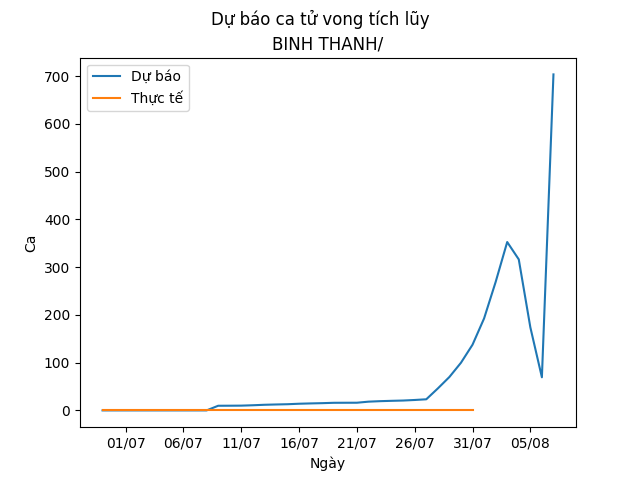 Dự báo ca tử vong tích lũy
BINH THANH/
Dự báo
Thực tế
Ca
700
600
500
400
300
200
100
0
01/07 06/07 11/07 16/07 21/07 26/07 31/07 05/08
Ngày